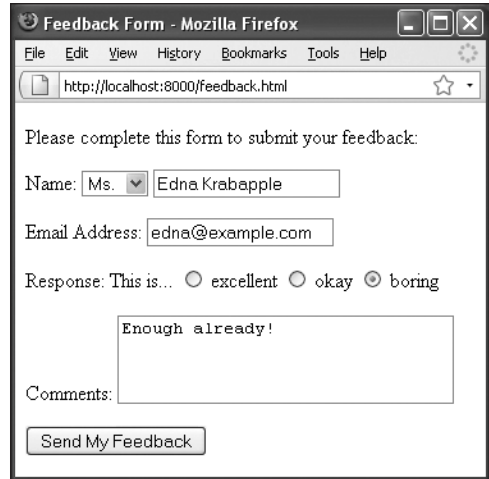 Feedback Form - Mozilla Firefox
File Edit View History Bookmarks Tools Help
http://localhost:8000/feedback.html
Please complete this form to submit your feedback:
Name: Ms. Edna Krabapple
Email Address: edna@example.com
Response: This is... excellent okay boring
Enough already!
Comments:
Send My Feedback